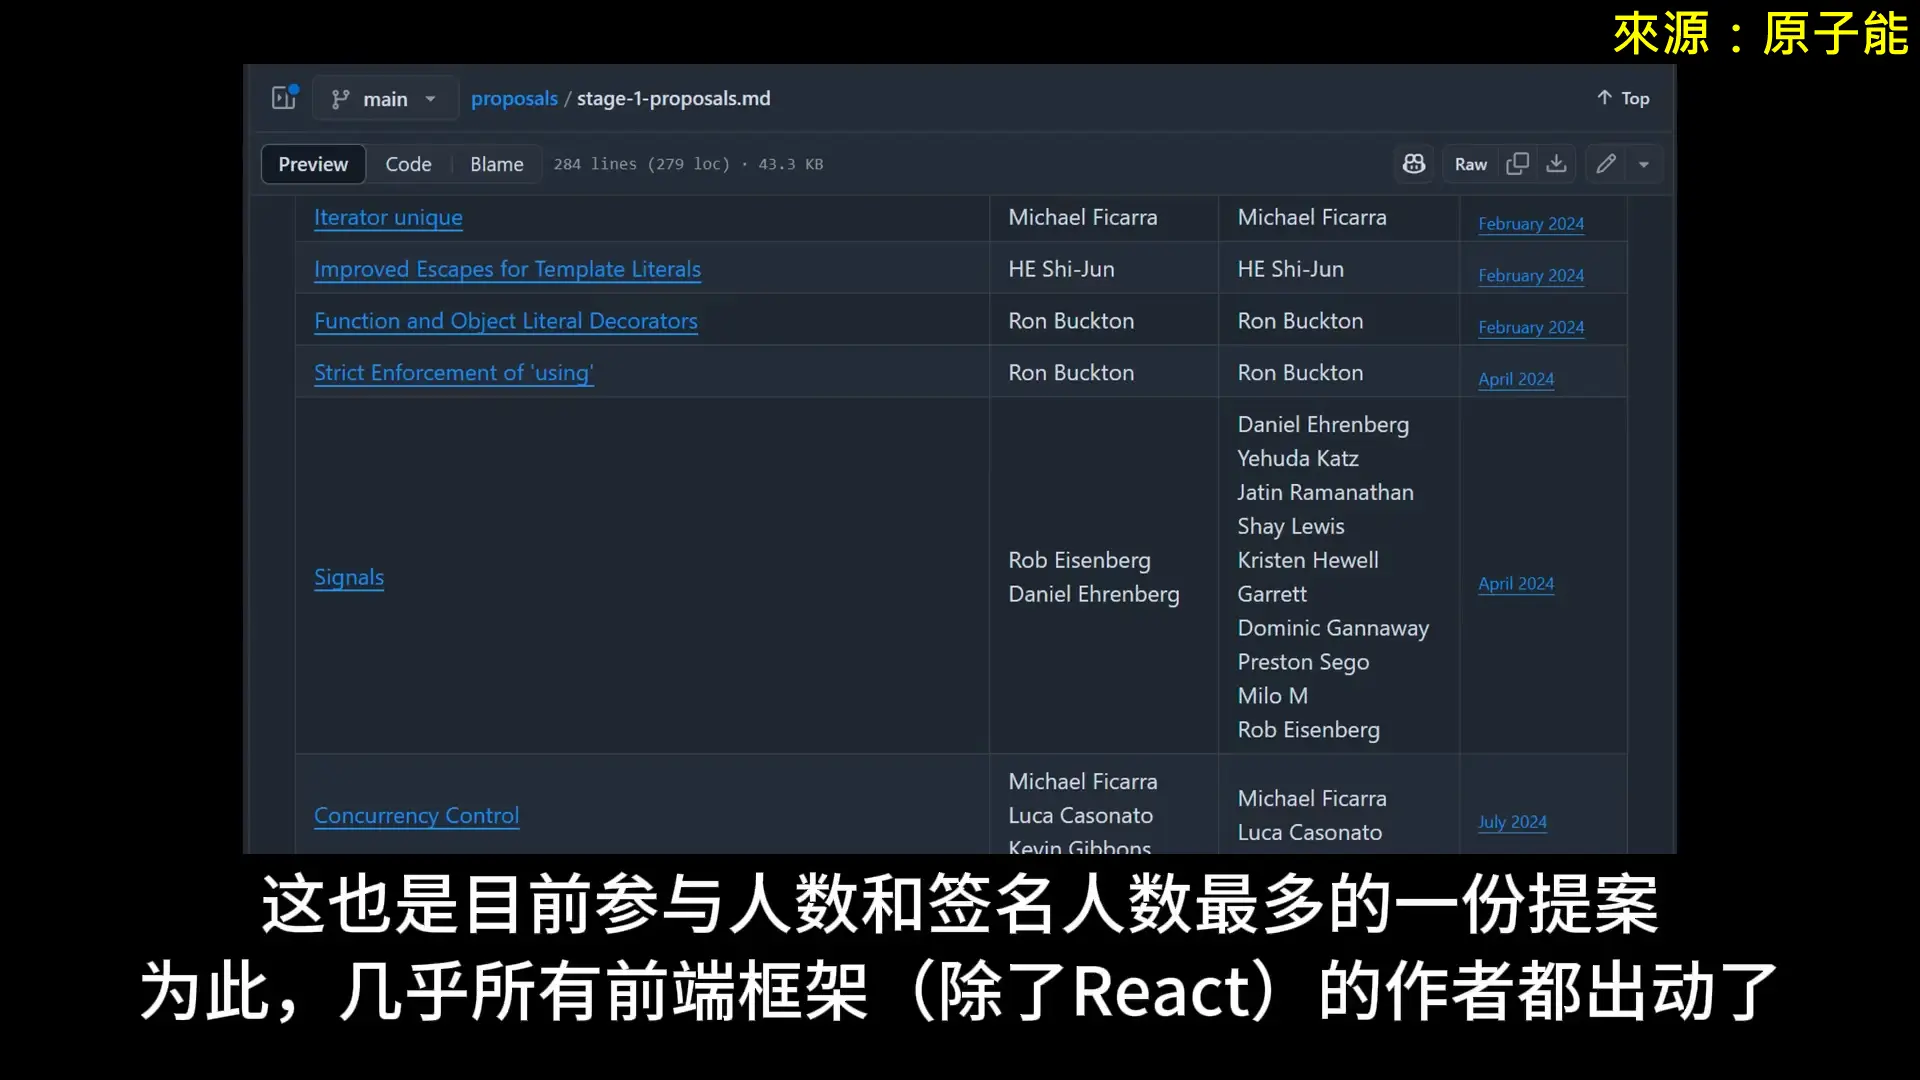 來源：原子能
main
proposals / stage-1-proposals.md
Top
Preview Code Blame 284 lines (279 loc) · 43.3 KB
Raw
Iterator unique Michael Ficarra Michael Ficarra February 2024
Improved Escapes for Template Literals HE Shi-Jun HE Shi-Jun February 2024
Function and Object Literal Decorators Ron Buckton Ron Buckton February 2024
Strict Enforcement of 'using' Ron Buckton Ron Buckton April 2024
Signals
Rob Eisenberg
Daniel Ehrenberg
Daniel Ehrenberg
Yehuda Katz
Jatin Ramanathan
Shay Lewis
Kristen Hewell
Garrett
Dominic Gannaway
Preston Sego
Milo M
Rob Eisenberg
April 2024
Concurrency Control
Michael Ficarra
Luca Casonato
Kevin Gibbons
Michael Ficarra
Luca Casonato
July 2024
这也是目前参与人数和签名人数最多的一份提案
为此，几乎所有前端框架（除了React）的作者都出动了